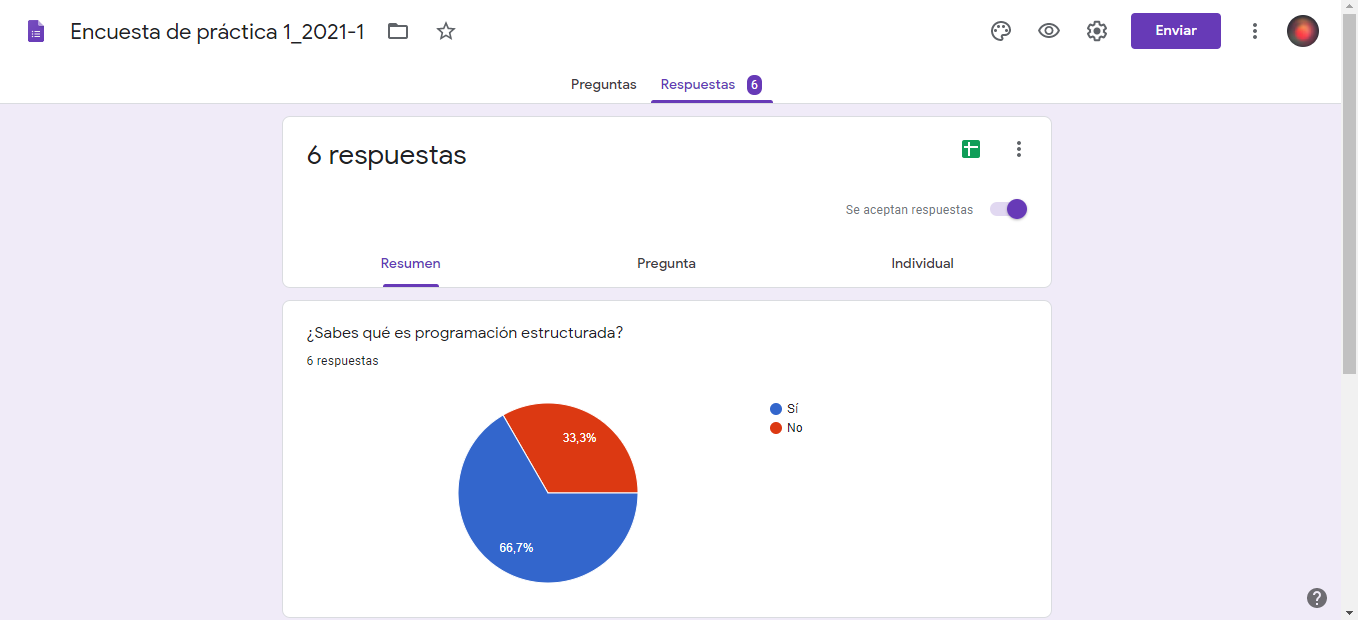 Encuesta de práctica 1_2021-1
Enviar
Preguntas
Respuestas 6
6 respuestas
Se aceptan respuestas
Resumen
Pregunta
Individual
¿Sabes qué es programación estructurada?
6 respuestas
Sí
No
33,3%
66,7%
?